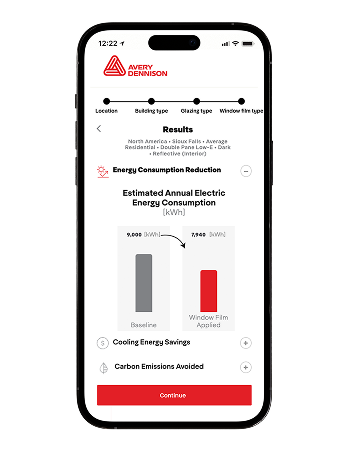 12:22
AVERY
DENNISON
Location Building type Glazing type Window film type
Results
North America • Sioux Falls • Average
Residential • Double Pane Low-E • Dark
• Reflective (Interior)
Energy Consumption Reduction
Estimated Annual Electric
Energy Consumption
[kWh]
9,000 [kWh] 7,940 [kWh]
Baseline Window Film
Applied
Cooling Energy Savings
Carbon Emissions Avoided
Continue